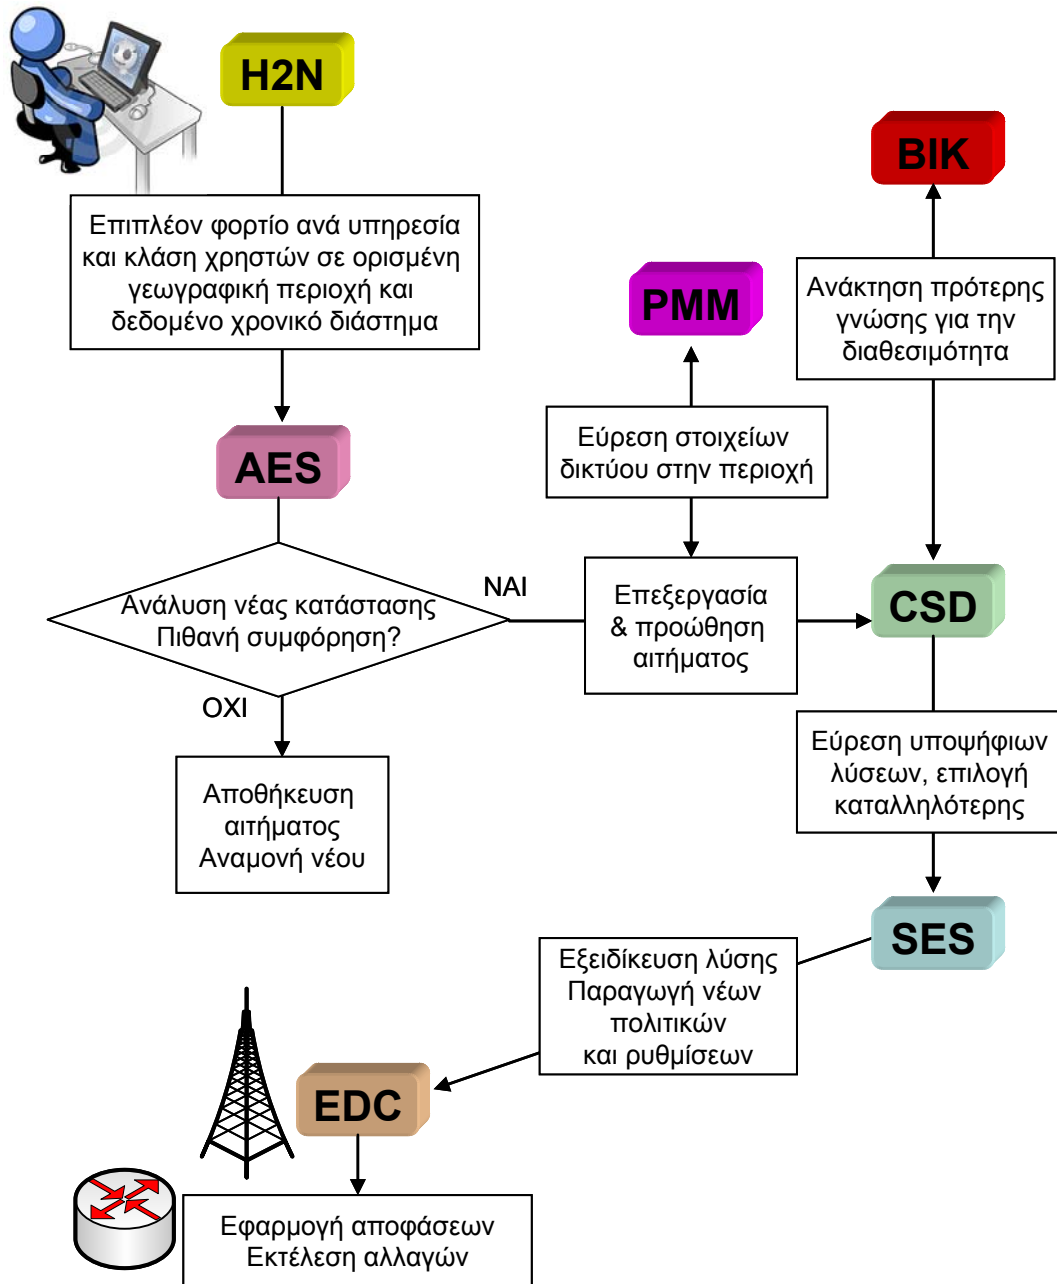 H2N
BIK
Επιπλέον φορτίο ανά υπηρεσία
και κλάση χρηστών σε ορισμένη
γεωγραφική περιοχή και
δεδομένο χρονικό διάστημα
PMM
Ανάκτηση πρότερης
γνώσης για την
διαθεσιμότητα
AES
Εύρεση στοιχείων
δικτύου στην περιοχή
Ανάλυση νέας κατάστασης
Πιθανή συμφόρηση?
ΝΑΙ
Επεξεργασία
& προώθηση
αιτήματος
CSD
ΟΧΙ
Αποθήκευση
αιτήματος
Αναμονή νέου
Εύρεση υποψήφιων
λύσεων, επιλογή
καταλληλότερης
SES
Εξειδίκευση λύσης
Παραγωγή νέων
πολιτικών
και ρυθμίσεων
EDC
Εφαρμογή αποφάσεων
Εκτέλεση αλλαγών